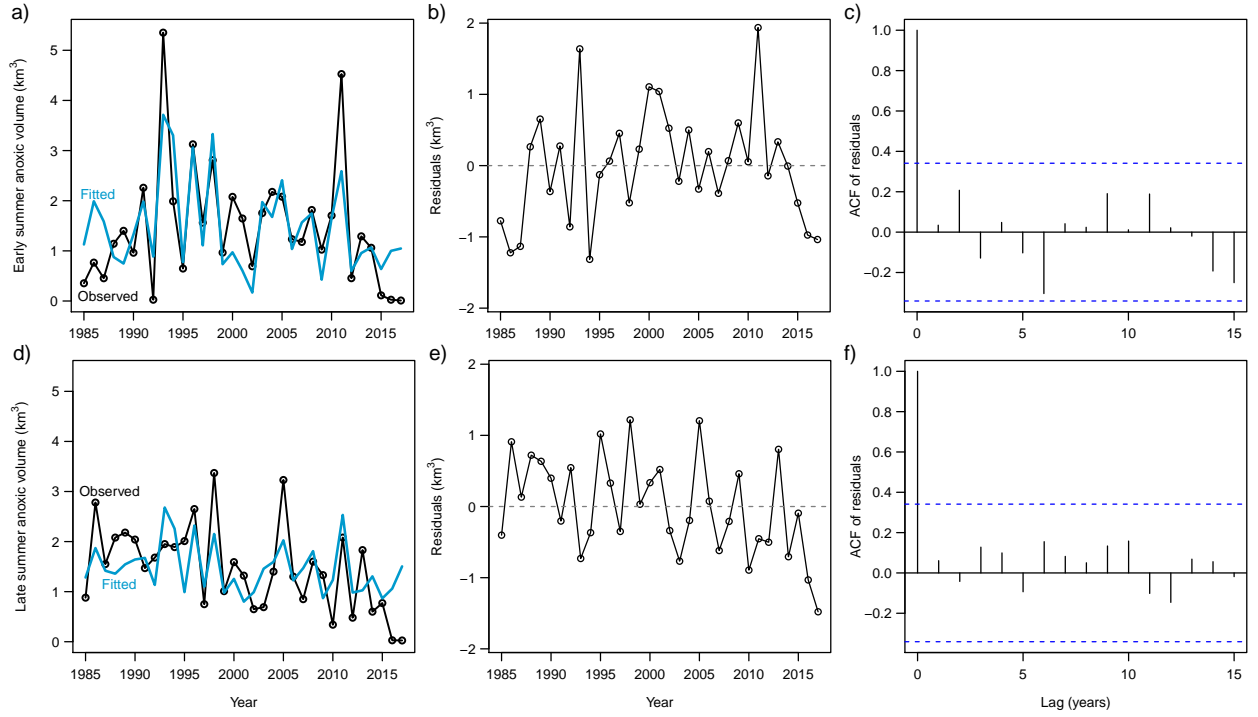 a)
Early summer anoxic volume (km³)
5
4
3
2
1
0
Fitted
Observed
1985 1990 1995 2000 2005 2010 2015
b)
Residuals (km³)
2
1
0
−1
−2
1985 1990 1995 2000 2005 2010 2015
c)
ACF of residuals
1.0
0.8
0.6
0.4
0.2
0.0
−0.2
0 5 10 15
d)
Late summer anoxic volume (km³)
5
4
3
2
1
0
Observed
Fitted
1985 1990 1995 2000 2005 2010 2015
Year
e)
Residuals (km³)
2
1
0
−1
−2
1985 1990 1995 2000 2005 2010 2015
Year
f)
ACF of residuals
1.0
0.8
0.6
0.4
0.2
0.0
−0.2
0 5 10 15
Lag (years)